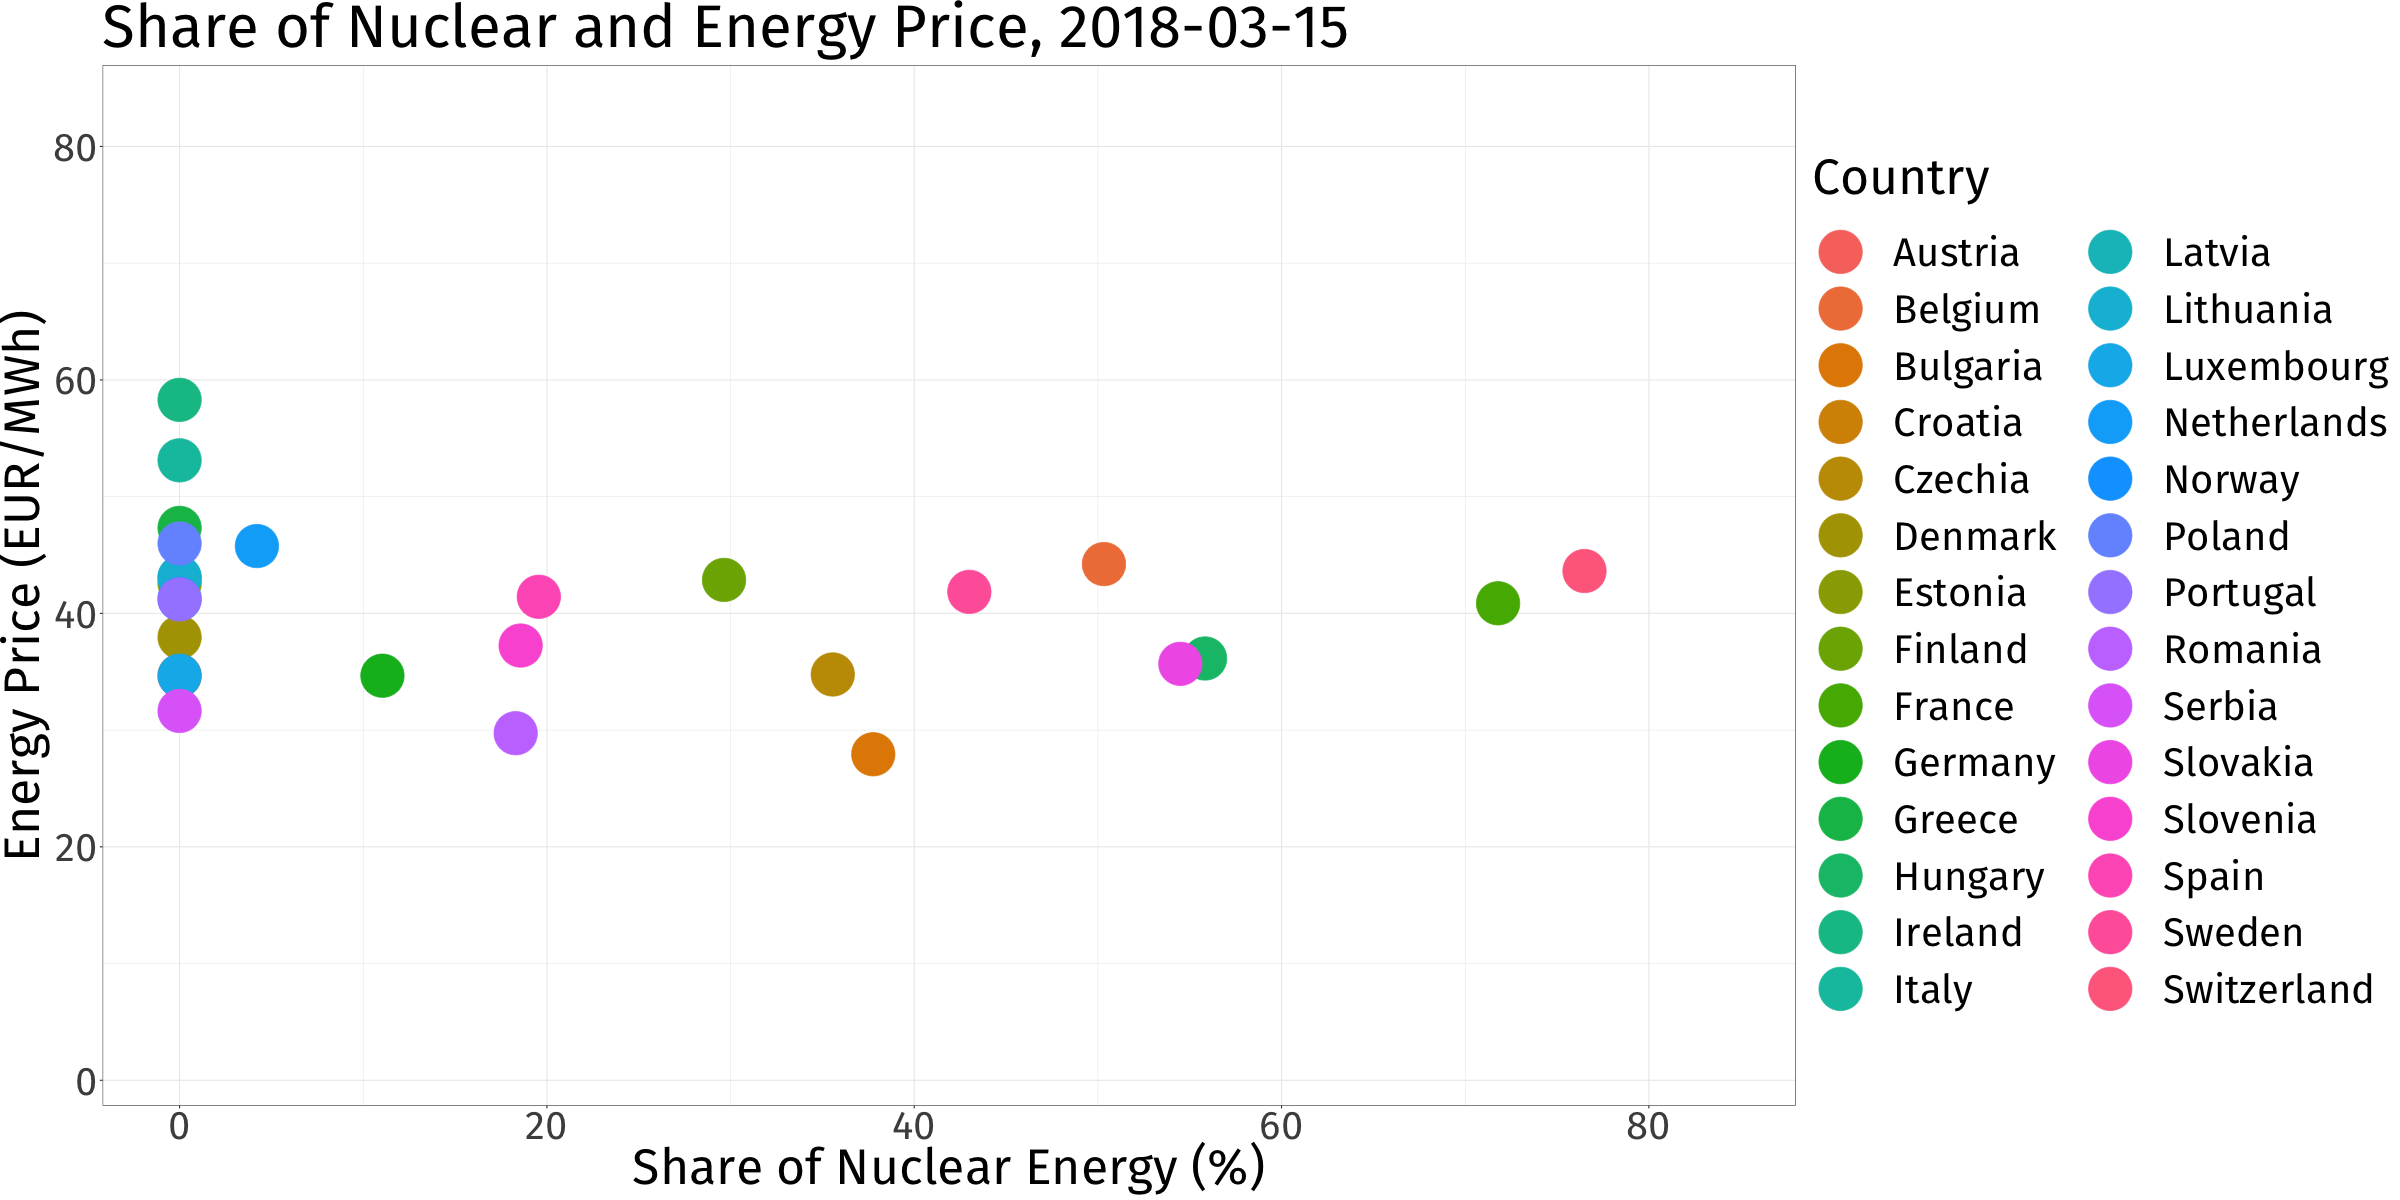 Share of Nuclear and Energy Price, 2018-03-15
Energy Price (EUR/MWh)
80
60
40
20
0
0 20 40 60 80
Share of Nuclear Energy (%)
Country
Austria
Belgium
Bulgaria
Croatia
Czechia
Denmark
Estonia
Finland
France
Germany
Greece
Hungary
Ireland
Italy
Latvia
Lithuania
Luxembourg
Netherlands
Norway
Poland
Portugal
Romania
Serbia
Slovakia
Slovenia
Spain
Sweden
Switzerland